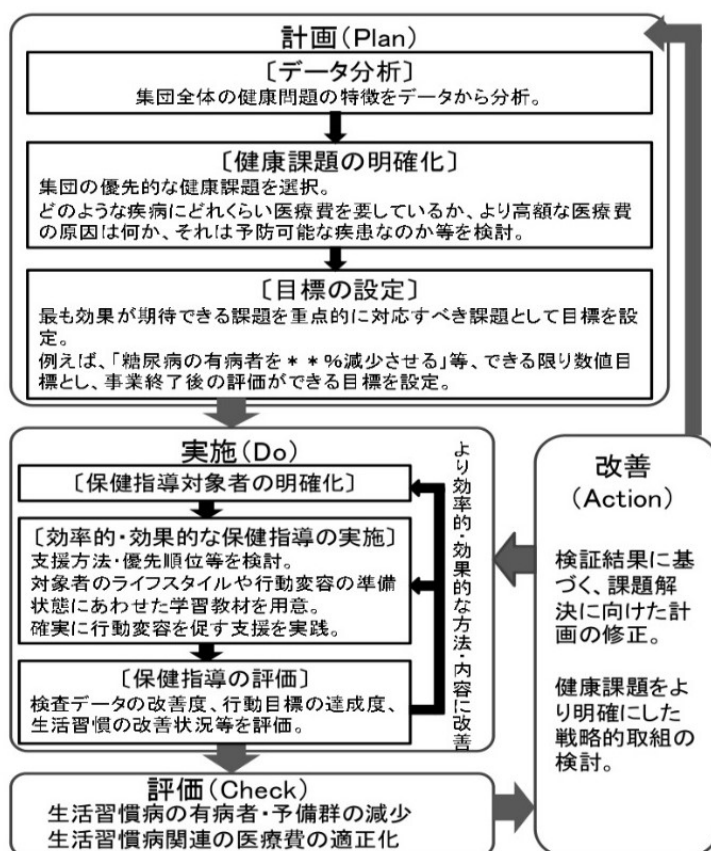 計画(Plan)
〔データ分析〕
集団全体の健康問題の特徴をデータから分析。
〔健康課題の明確化〕
集団の優先的な健康課題を選択。
どのような疾病にどれくらい医療費を要しているか、より高額な医療費
の原因は何か、それは予防可能な疾患なのか等を検討。
〔目標の設定〕
最も効果が期待できる課題を重点的に対応すべき課題として目標を設
定。
例えば、「糖尿病の有病者を**%減少させる」等、できる限り数値目
標とし、事業終了後の評価ができる目標を設定。
実施(Do)
〔保健指導対象者の明確化〕
〔効率的・効果的な保健指導の実施〕
支援方法・優先順位等を検討。
対象者のライフスタイルや行動変容の準備
状態にあわせた学習教材を用意。
確実に行動変容を促す支援を実践。
〔保健指導の評価〕
検査データの改善度、行動目標の達成度、
生活習慣の改善状況等を評価。
より効率的・効果的な方法・内容に改善
評価(Check)
生活習慣病の有病者・予備群の減少
生活習慣病関連の医療費の適正化
改善
(Action)
検証結果に基
づく、課題解
決に向けた計
画の修正。
健康課題をよ
り明確にした
戦略的取組の
検討。